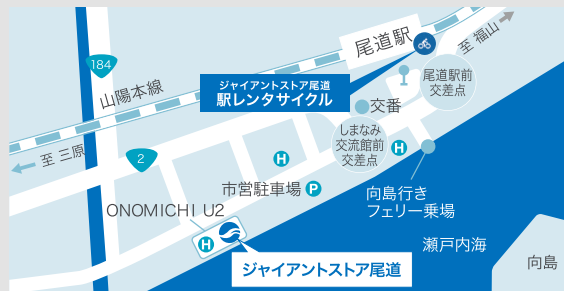 尾道駅
至 福山
184
山陽本線
ジャイアントストア尾道
駅レンタサイクル
尾道駅前
交差点
交番
しまなみ
交流館前
交差点
至 三原
2
H
H
市営駐車場 P
向島行き
フェリー乗場
ONOMICHI U2
H
瀬戸内海
向島
ジャイアントストア尾道